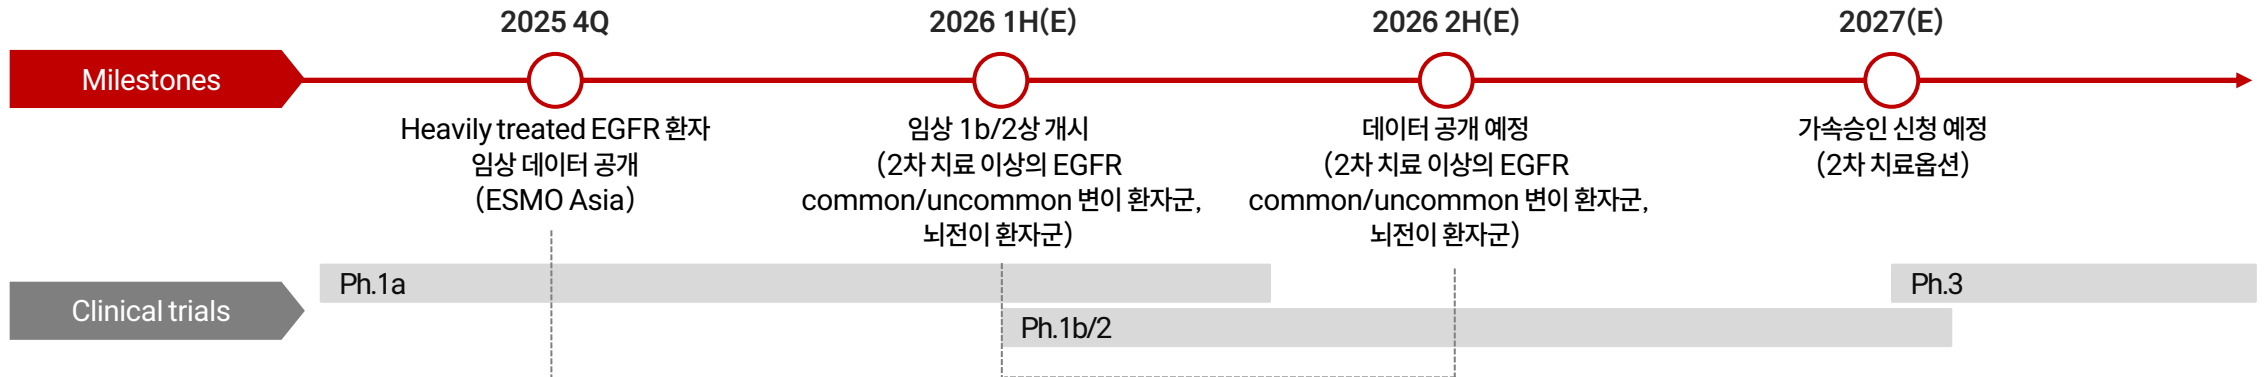 2025 4Q
2026 1H(E)
2026 2H(E)
2027(E)
Milestones
Heavily treated EGFR 환자
임상 데이터 공개
(ESMO Asia)
임상 1b/2상 개시
(2차 치료 이상의 EGFR
common/uncommon 변이 환자군,
뇌전이 환자군)
데이터 공개 예정
(2차 치료 이상의 EGFR
common/uncommon 변이 환자군,
뇌전이 환자군)
가속승인 신청 예정
(2차 치료옵션)
Clinical trials
Ph.1a
Ph.1b/2
Ph.3